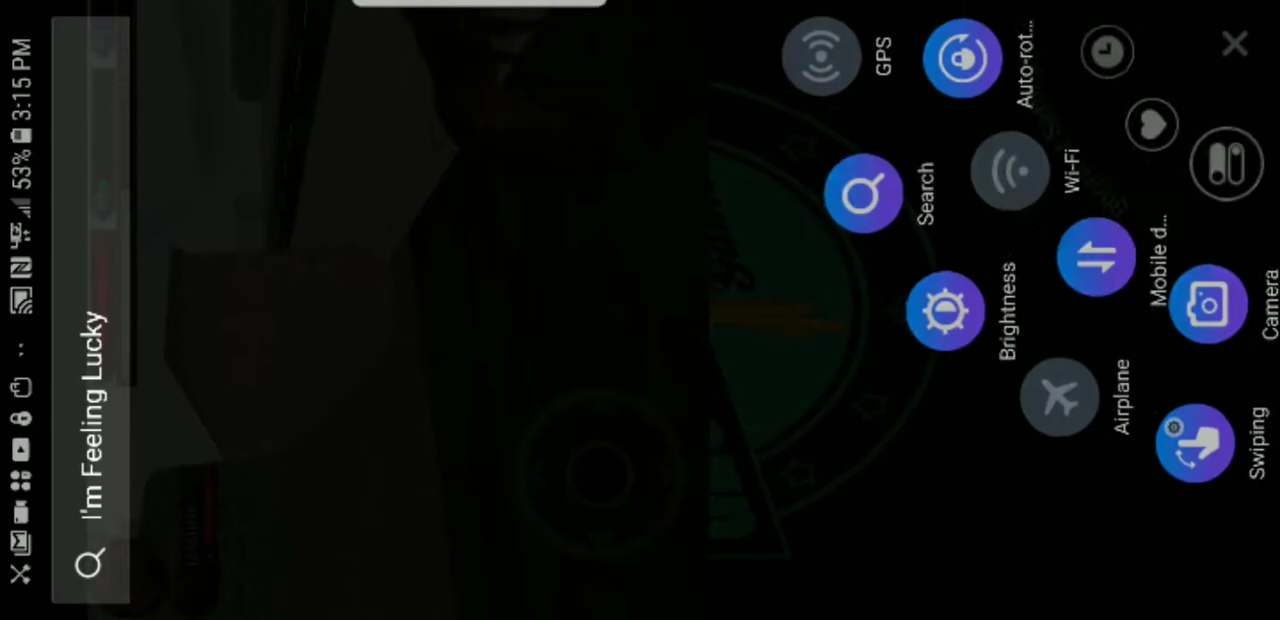 53% 3:15 PM
I'm Feeling Lucky
GPS
Auto-rot...
Search
Wi-Fi
Brightness
Mobile d...
Airplane
Camera
Swiping